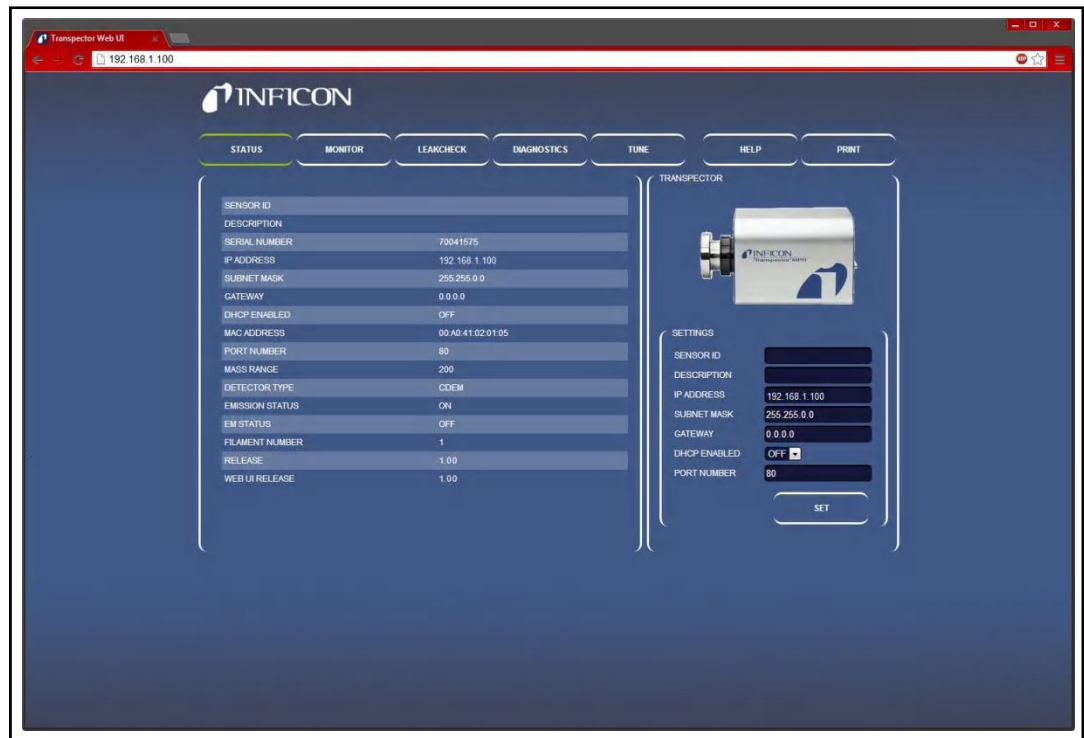 Transpector Web UI
192.168.1.100
ABP
INFICON
STATUS MONITOR LEAKCHECK DIAGNOSTICS TUNE HELP PRINT
SENSOR ID
DESCRIPTION
SERIAL NUMBER 70041575
IP ADDRESS 192.168.1.100
SUBNET MASK 255.255.0.0
GATEWAY 0.0.0.0
DHCP ENABLED OFF
MAC ADDRESS 00:A0:41:02:01:05
PORT NUMBER 80
MASS RANGE 200
DETECTOR TYPE CDEM
EMISSION STATUS ON
EM STATUS OFF
FILAMENT NUMBER 1
RELEASE 1.00
WEB UI RELEASE 1.00
TRANSPECTOR
INFICON
Transpector MPH
SETTINGS
SENSOR ID
DESCRIPTION
IP ADDRESS 192.168.1.100
SUBNET MASK 255.255.0.0
GATEWAY 0.0.0.0
DHCP ENABLED OFF
PORT NUMBER 80
SET